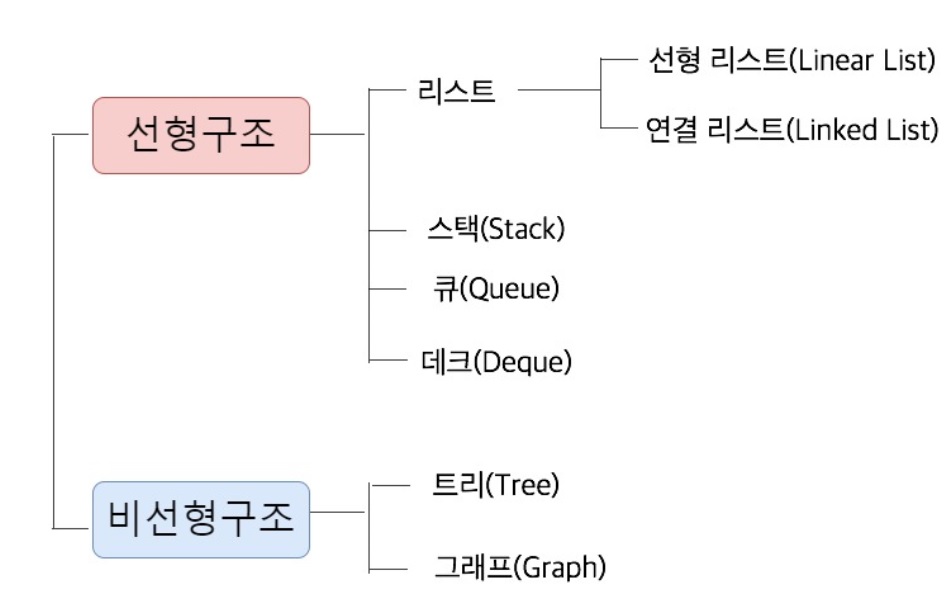 선형구조
리스트
선형 리스트(Linear List)
연결 리스트(Linked List)
스택(Stack)
큐(Queue)
데크(Deque)
비선형구조
트리(Tree)
그래프(Graph)